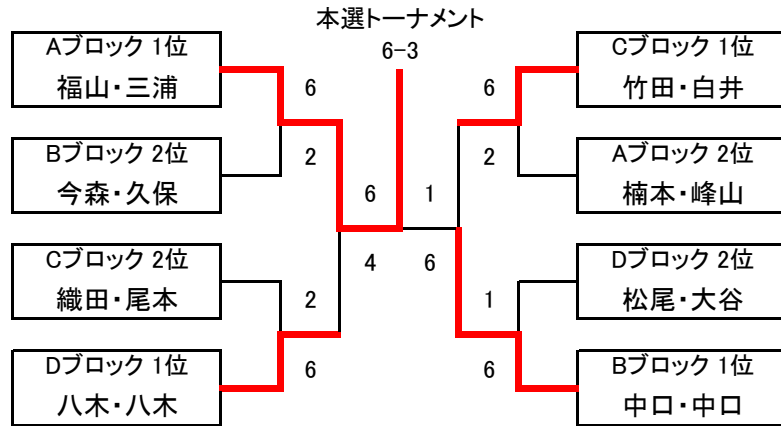 本選トーナメント
6-3
Aブロック 1位
福山・三浦
6
2
Bブロック 2位
今森・久保
6
4
Cブロック 2位
織田・尾本
2
6
Dブロック 1位
八木・八木
Cブロック 1位
竹田・白井
6
2
Aブロック 2位
楠本・峰山
1
6
Dブロック 2位
松尾・大谷
1
6
Bブロック 1位
中口・中口